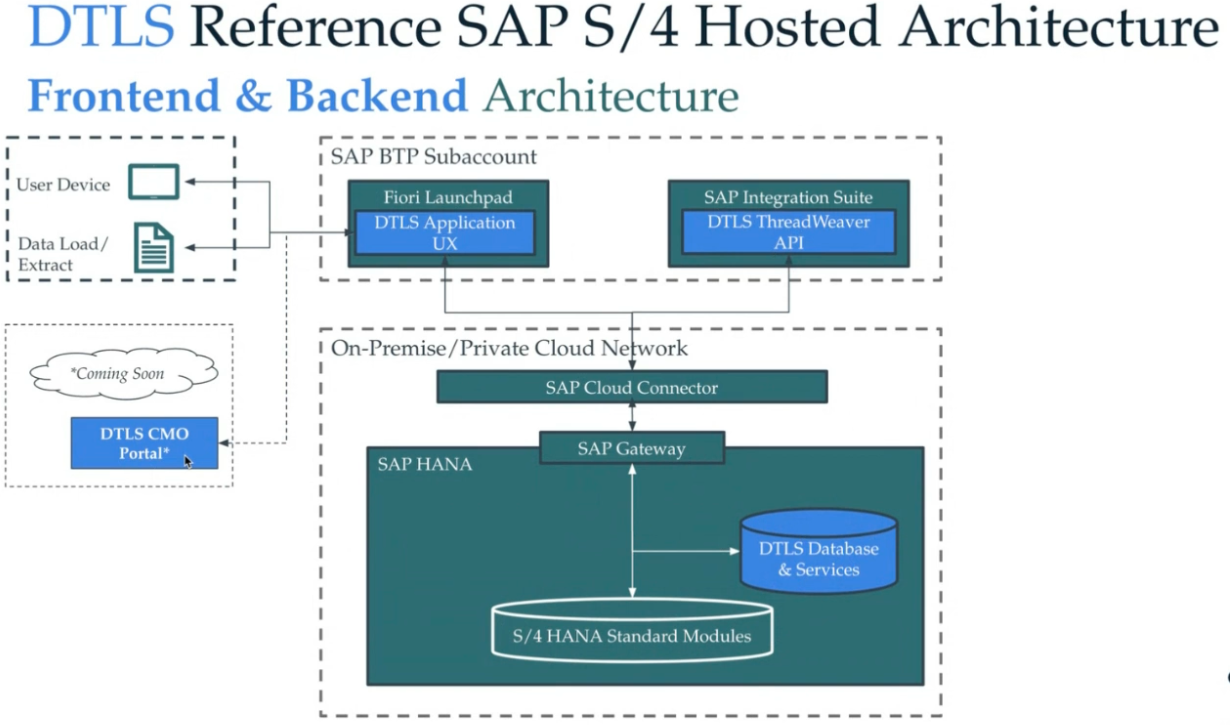 DTLS Reference SAP S/4 Hosted Architecture
Frontend & Backend Architecture
User Device
Data Load/
Extract
*Coming Soon
DTLS CMO
Portal*
SAP BTP Subaccount
Fiori Launchpad
DTLS Application
UX
SAP Integration Suite
DTLS ThreadWeaver
API
On-Premise/Private Cloud Network
SAP Cloud Connector
SAP Gateway
SAP HANA
DTLS Database
& Services
S/4 HANA Standard Modules